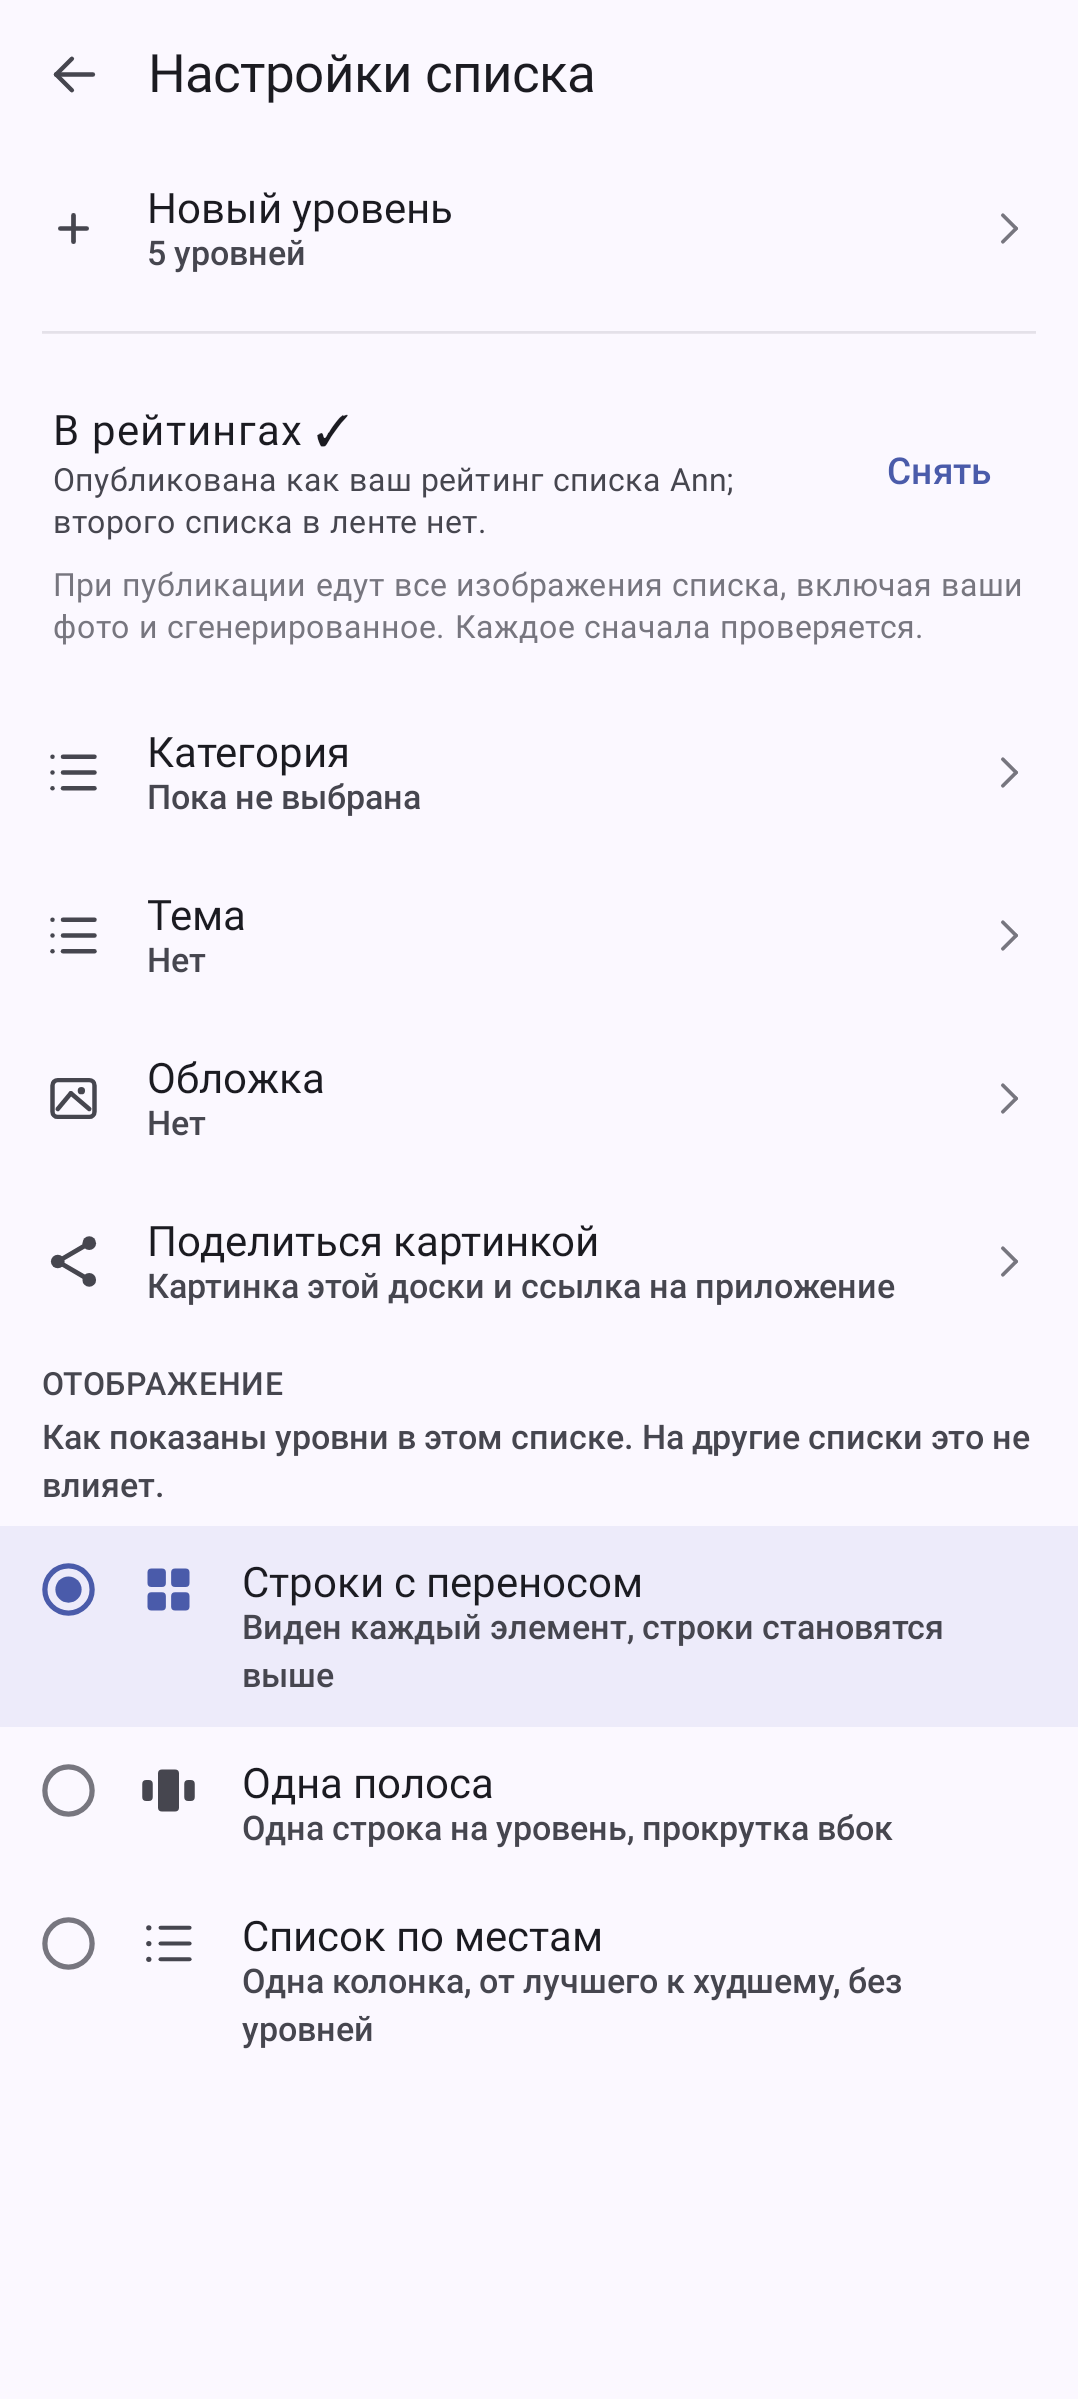 Настройки списка
Новый уровень
5 уровней
В рейтингах ✓
Опубликована как ваш рейтинг списка Ann;
второго списка в ленте нет.
Снять
При публикации едут все изображения списка, включая ваши
фото и сгенерированное. Каждое сначала проверяется.
Категория
Пока не выбрана
Тема
Нет
Обложка
Нет
Поделиться картинкой
Картинка этой доски и ссылка на приложение
ОТОБРАЖЕНИЕ
Как показаны уровни в этом списке. На другие списки это не
влияет.
Строки с переносом
Виден каждый элемент, строки становятся
выше
Одна полоса
Одна строка на уровень, прокрутка вбок
Список по местам
Одна колонка, от лучшего к худшему, без
уровней